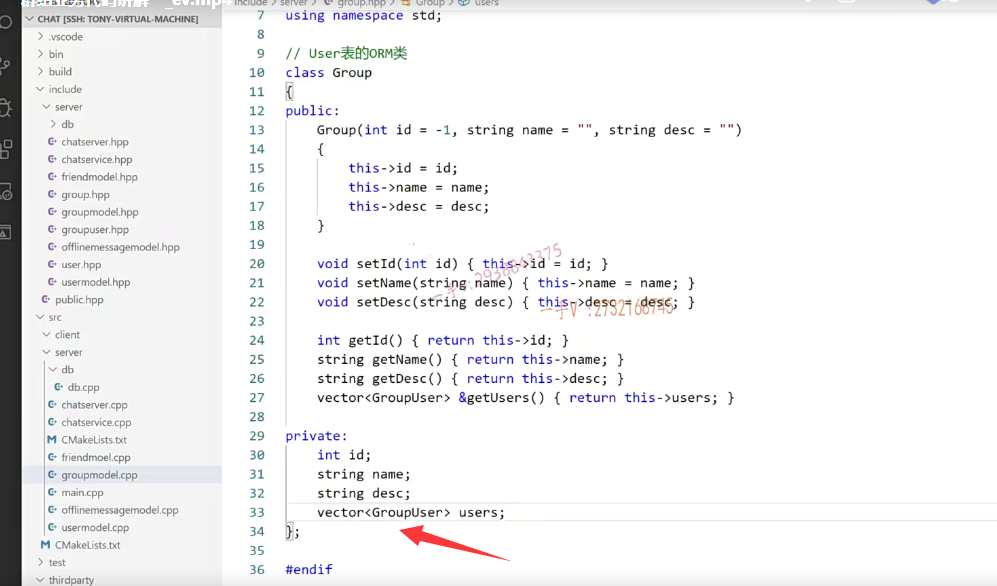 _ev.mp4
include > server > group.hpp > Group > users
CHAT [SSH: TONY-VIRTUAL-MACHINE]
.vscode
bin
build
include
server
db
chatserver.hpp
chatservice.hpp
friendmodel.hpp
group.hpp
groupmodel.hpp
groupuser.hpp
offlinemessagemodel.hpp
user.hpp
usermodel.hpp
public.hpp
src
client
server
db
db.cpp
chatserver.cpp
chatservice.cpp
CMakeLists.txt
friendmoel.cpp
groupmodel.cpp
main.cpp
offlinemessagemodel.cpp
usermodel.cpp
CMakeLists.txt
test
thirdparty
7 using namespace std;
8
9 // User表的ORM类
10 class Group
11 {
12 public:
13 Group(int id = -1, string name = "", string desc = "")
14 {
15 this->id = id;
16 this->name = name;
17 this->desc = desc;
18 }
19
20 void setId(int id) { this->id = id; }
21 void setName(string name) { this->name = name; }
22 void setDesc(string desc) { this->desc = desc; }
23
24 int getId() { return this->id; }
25 string getName() { return this->name; }
26 string getDesc() { return this->desc; }
27 vector<GroupUser> &getUsers() { return this->users; }
28
29 private:
30 int id;
31 string name;
32 string desc;
33 vector<GroupUser> users;
34 };
35
36 #endif